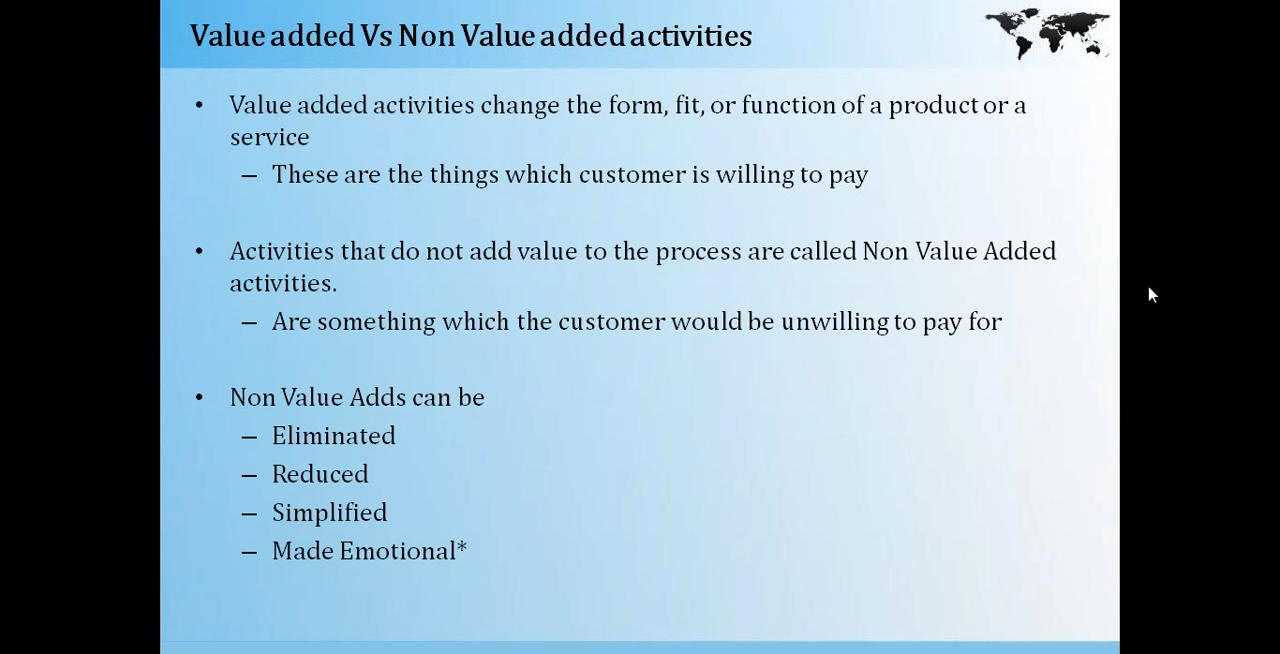 Value added Vs Non Value added activities
• Value added activities change the form, fit, or function of a product or a
service
– These are the things which customer is willing to pay
• Activities that do not add value to the process are called Non Value Added
activities.
– Are something which the customer would be unwilling to pay for
• Non Value Adds can be
– Eliminated
– Reduced
– Simplified
– Made Emotional*